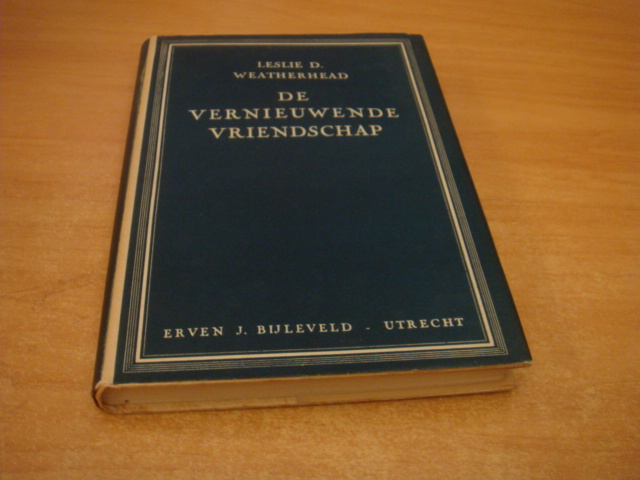 LESLIE D.
WEATHERHEAD
DE
VERNIEUWENDE
VRIENDSCHAP
ERVEN J. BIJLEVELD - UTRECHT